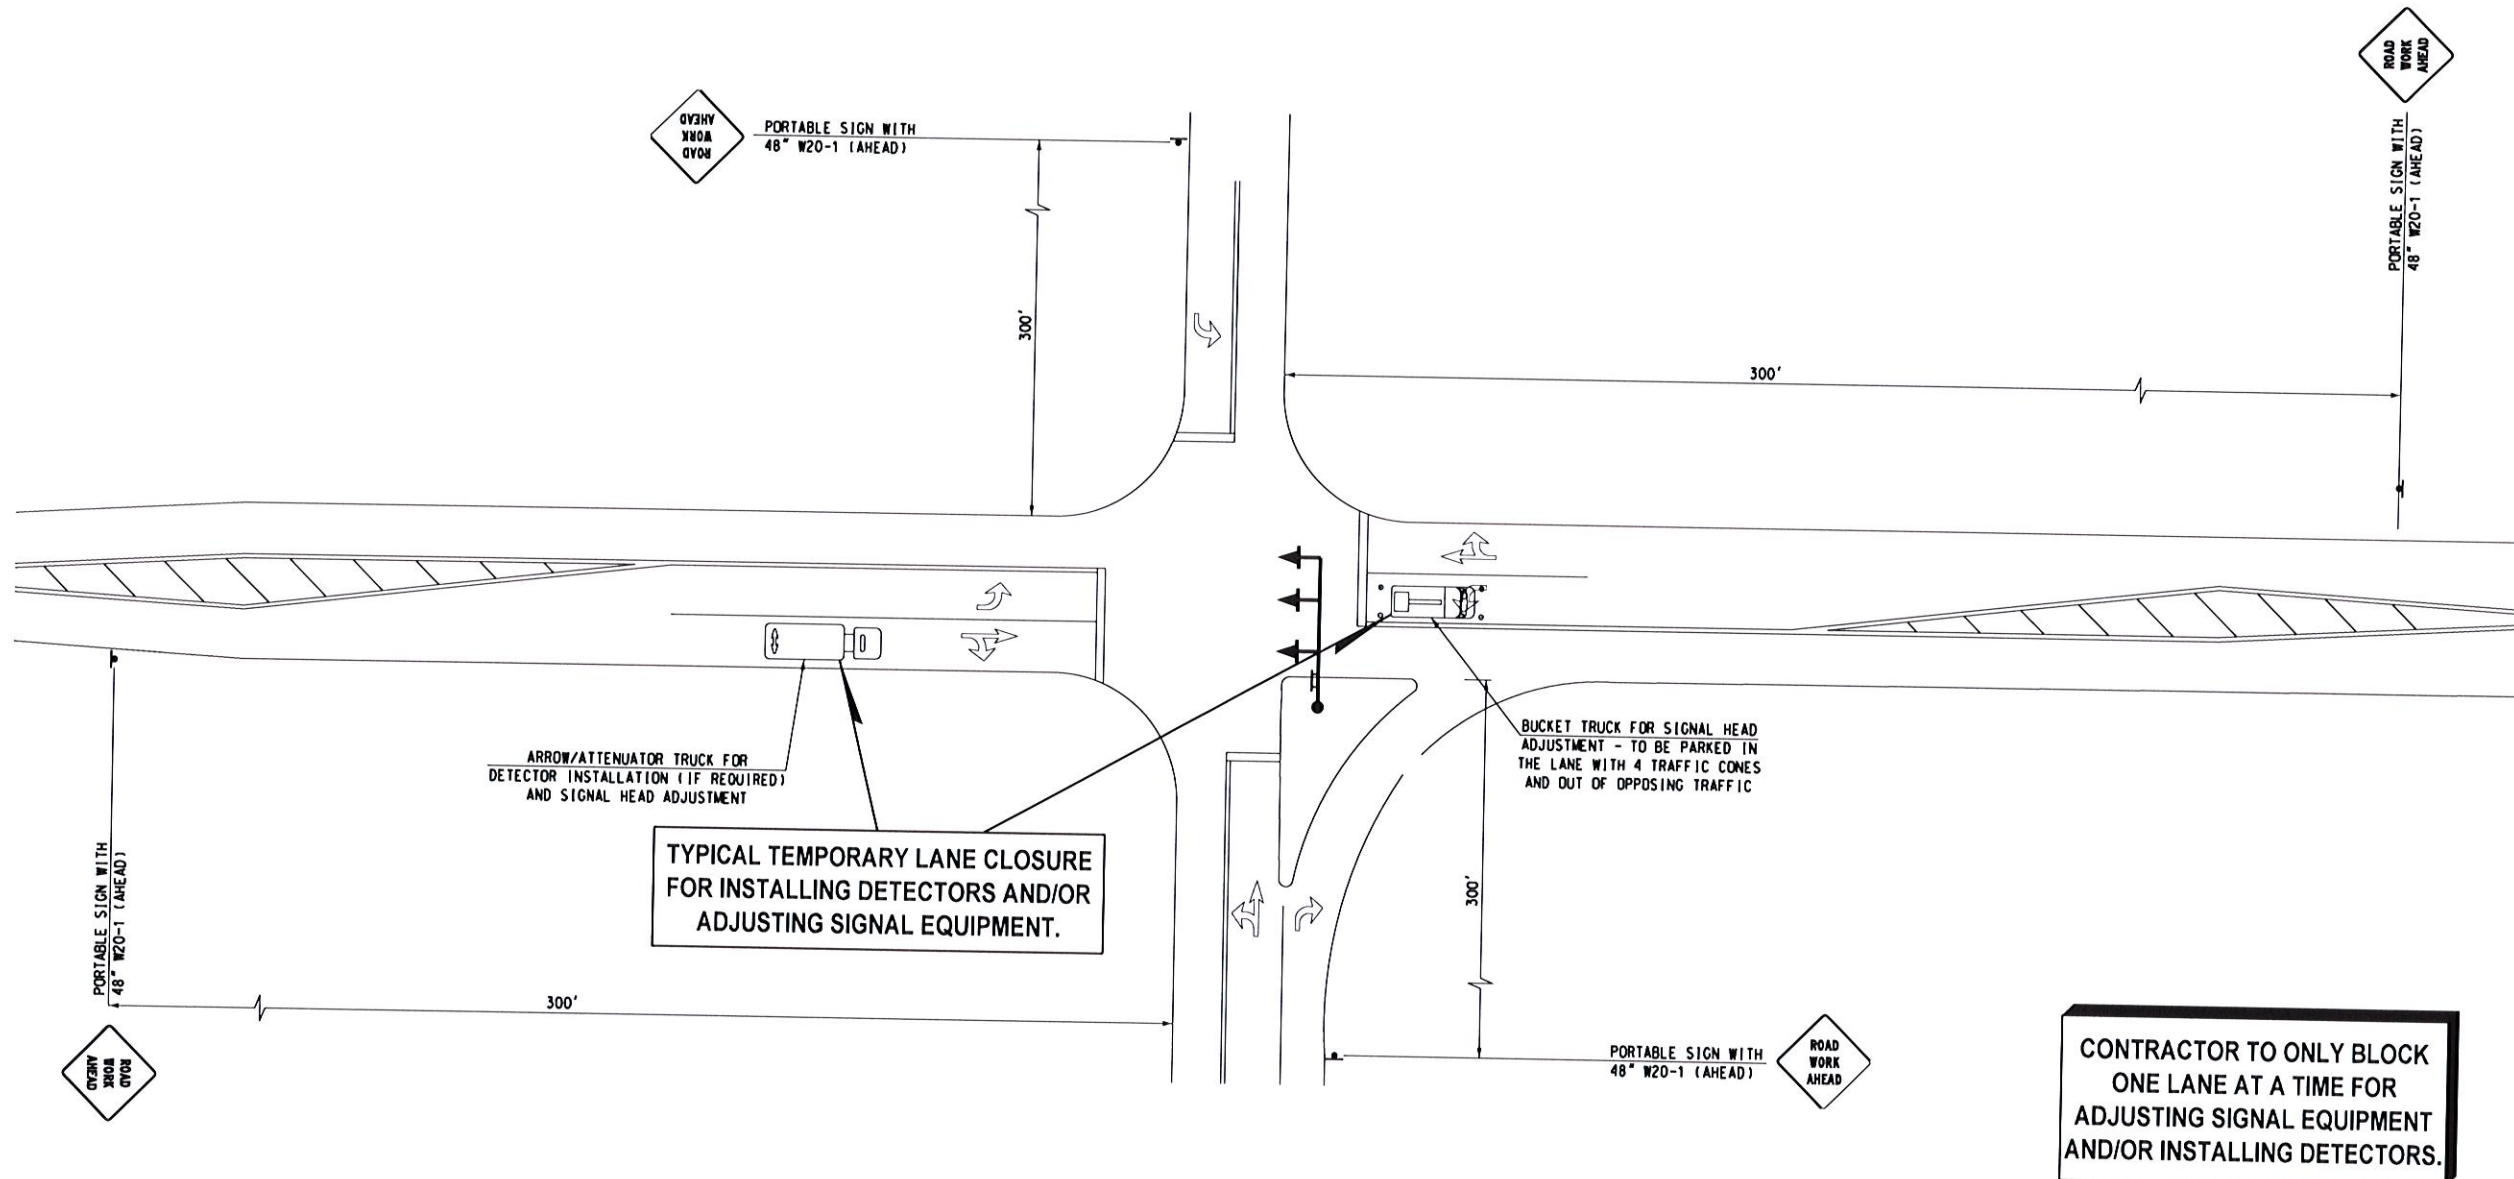 ROAD
WORK
AHEAD
PORTABLE SIGN WITH
48" W20-1 (AHEAD)
ROAD
WORK
AHEAD
PORTABLE SIGN WITH
48" W20-1 (AHEAD)
300'
300'
ARROW/ATTENUATOR TRUCK FOR
DETECTOR INSTALLATION (IF REQUIRED)
AND SIGNAL HEAD ADJUSTMENT
BUCKET TRUCK FOR SIGNAL HEAD
ADJUSTMENT - TO BE PARKED IN
THE LANE WITH 4 TRAFFIC CONES
AND OUT OF OPPOSING TRAFFIC
TYPICAL TEMPORARY LANE CLOSURE
FOR INSTALLING DETECTORS AND/OR
ADJUSTING SIGNAL EQUIPMENT.
PORTABLE SIGN WITH
48" W20-1 (AHEAD)
300'
300'
ROAD
WORK
AHEAD
PORTABLE SIGN WITH
48" W20-1 (AHEAD)
ROAD
WORK
AHEAD
CONTRACTOR TO ONLY BLOCK
ONE LANE AT A TIME FOR
ADJUSTING SIGNAL EQUIPMENT
AND/OR INSTALLING DETECTORS.